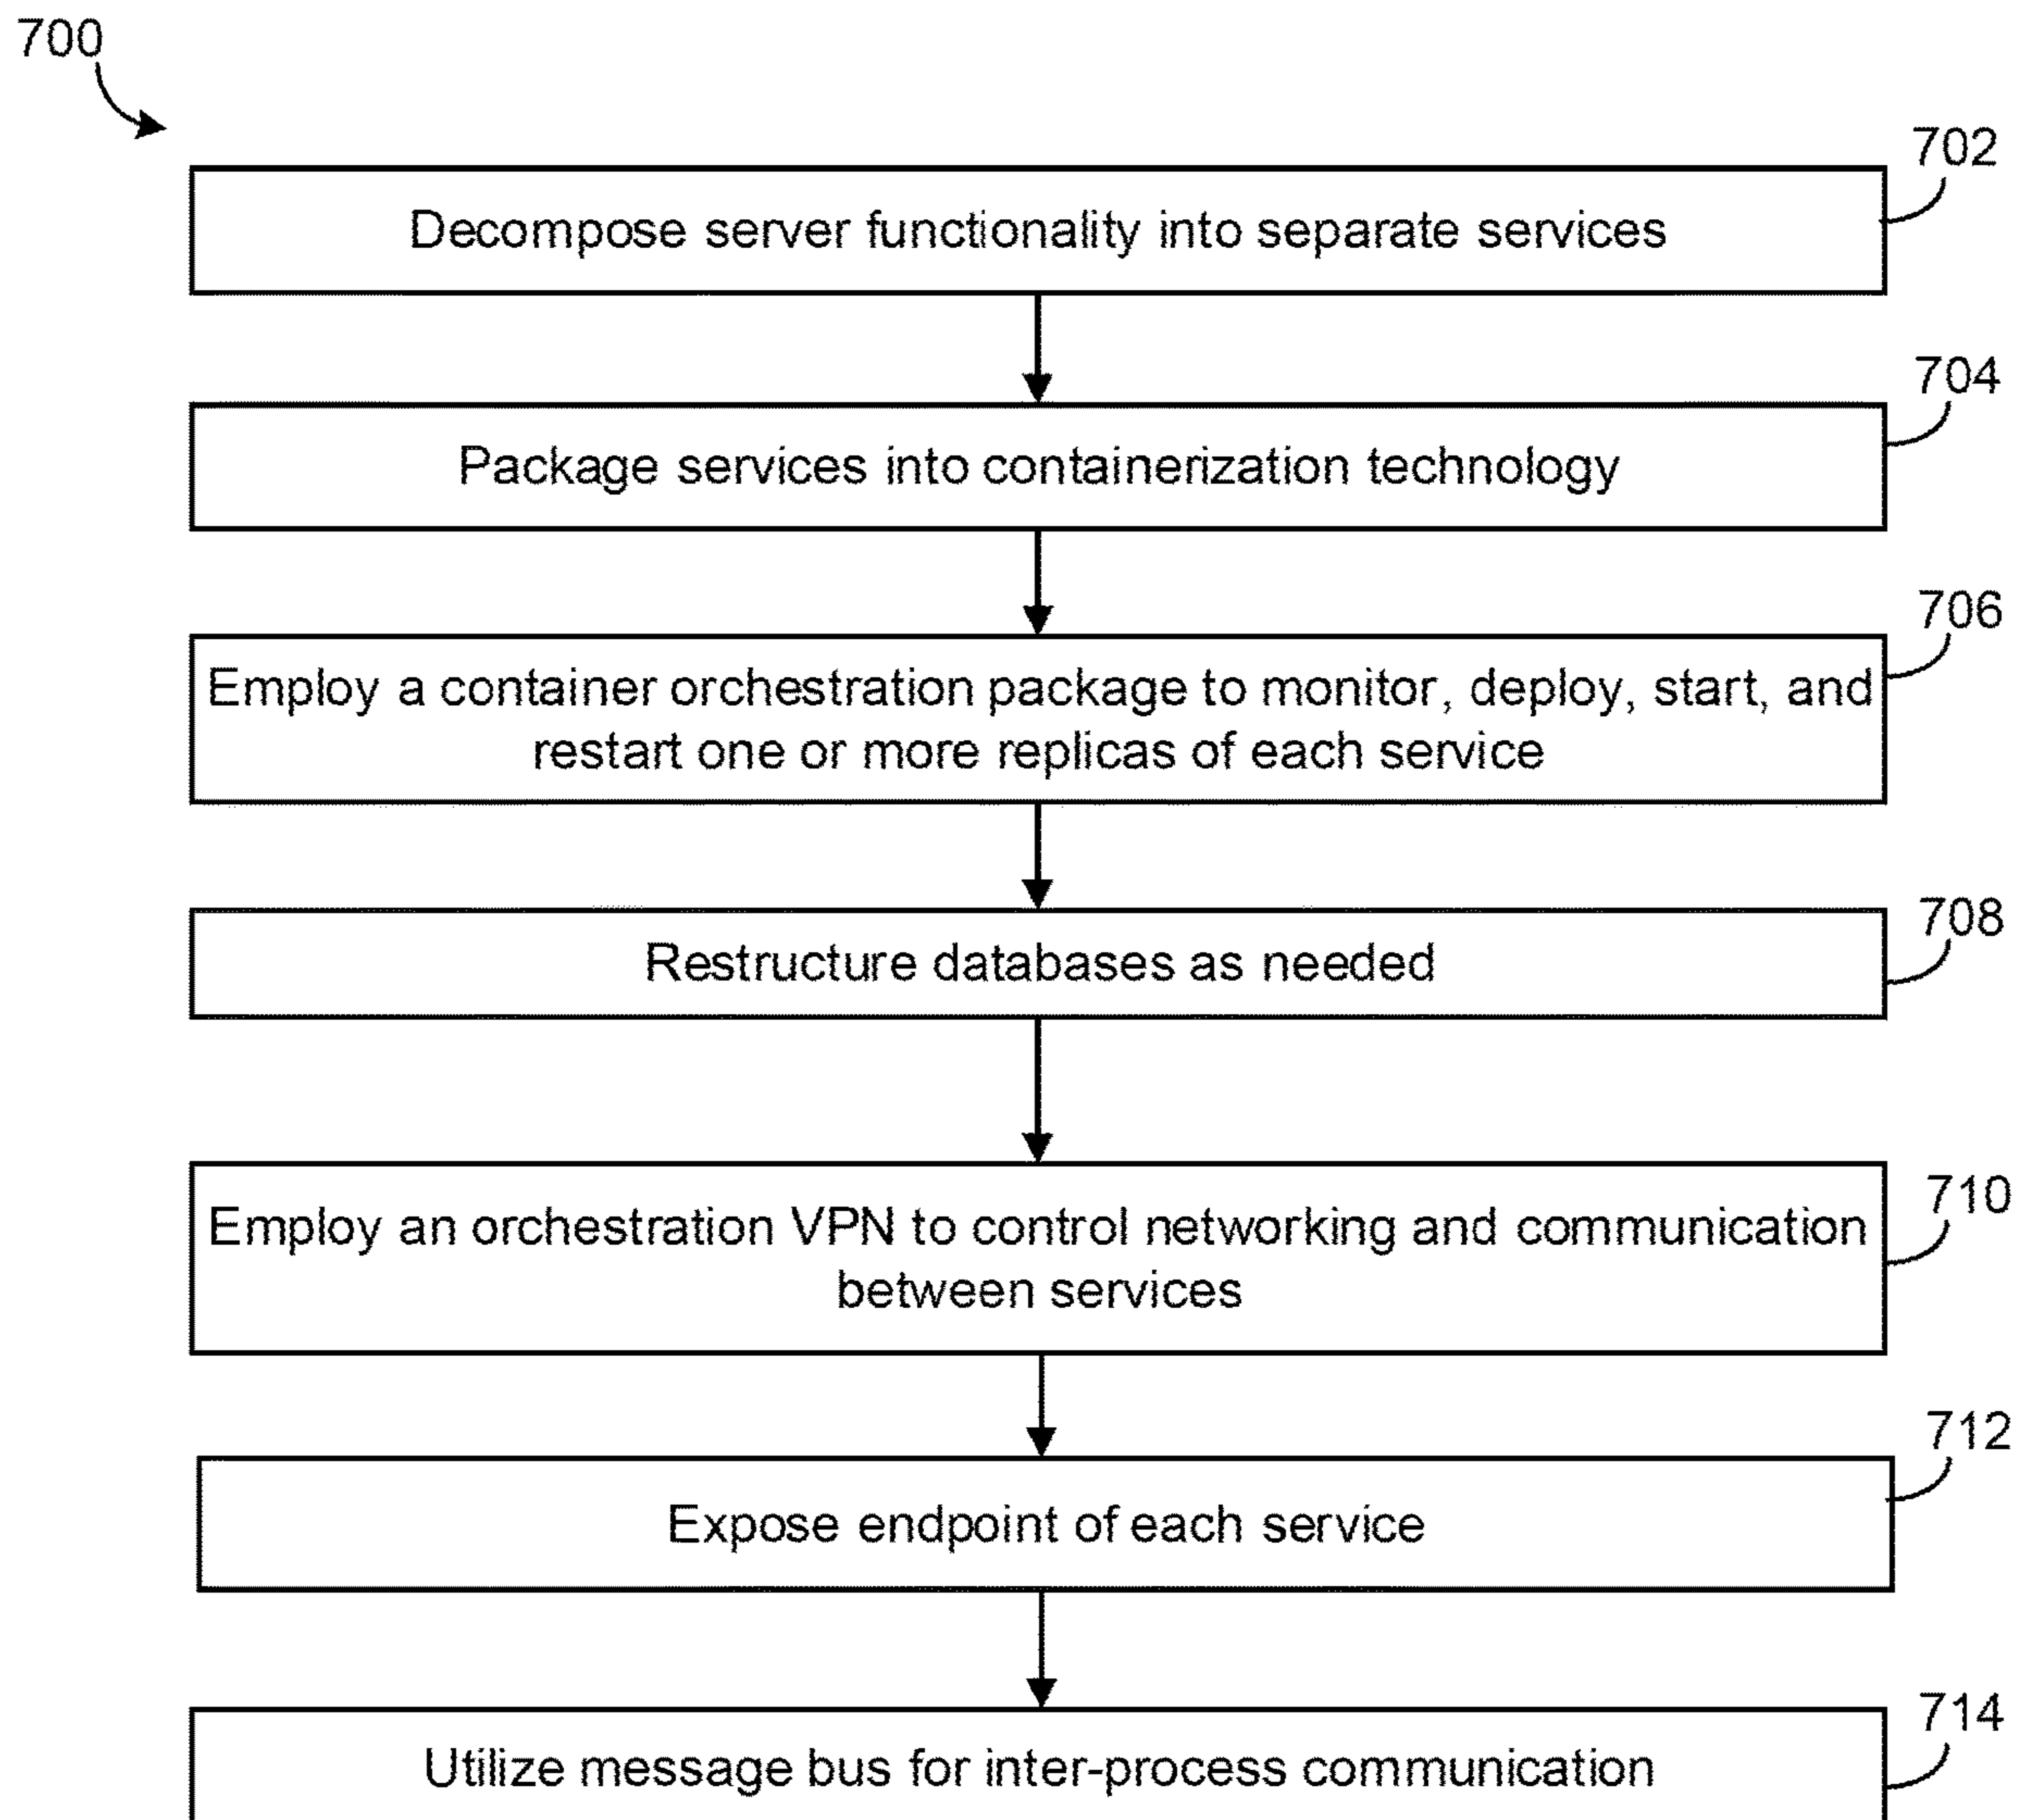 700
702
Decompose server functionality into separate services
704
Package services into containerization technology
706
Employ a container orchestration package to monitor, deploy, start, and
restart one or more replicas of each service
708
Restructure databases as needed
710
Employ an orchestration VPN to control networking and communication
between services
712
Expose endpoint of each service
714
Utilize message bus for inter-process communication